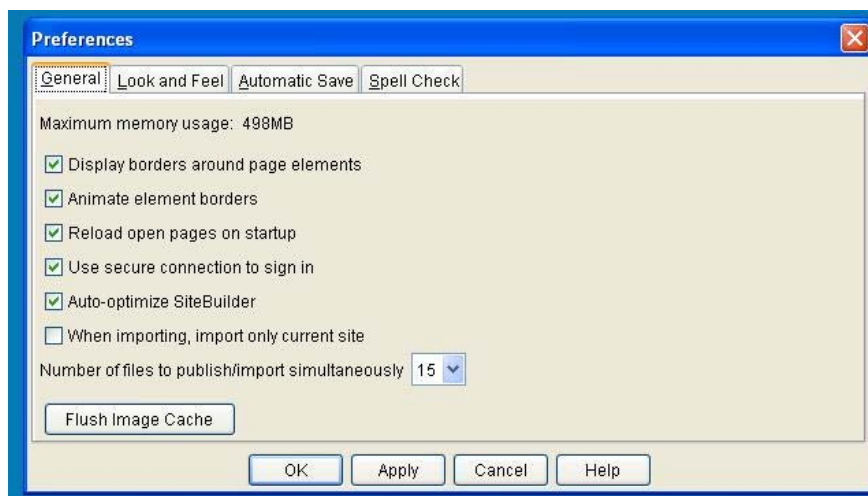 Preferences
General Look and Feel Automatic Save Spell Check
Maximum memory usage: 498MB
Display borders around page elements
Animate element borders
Reload open pages on startup
Use secure connection to sign in
Auto-optimize SiteBuilder
When importing, import only current site
Number of files to publish/import simultaneously 15
Flush Image Cache
OK Apply Cancel Help